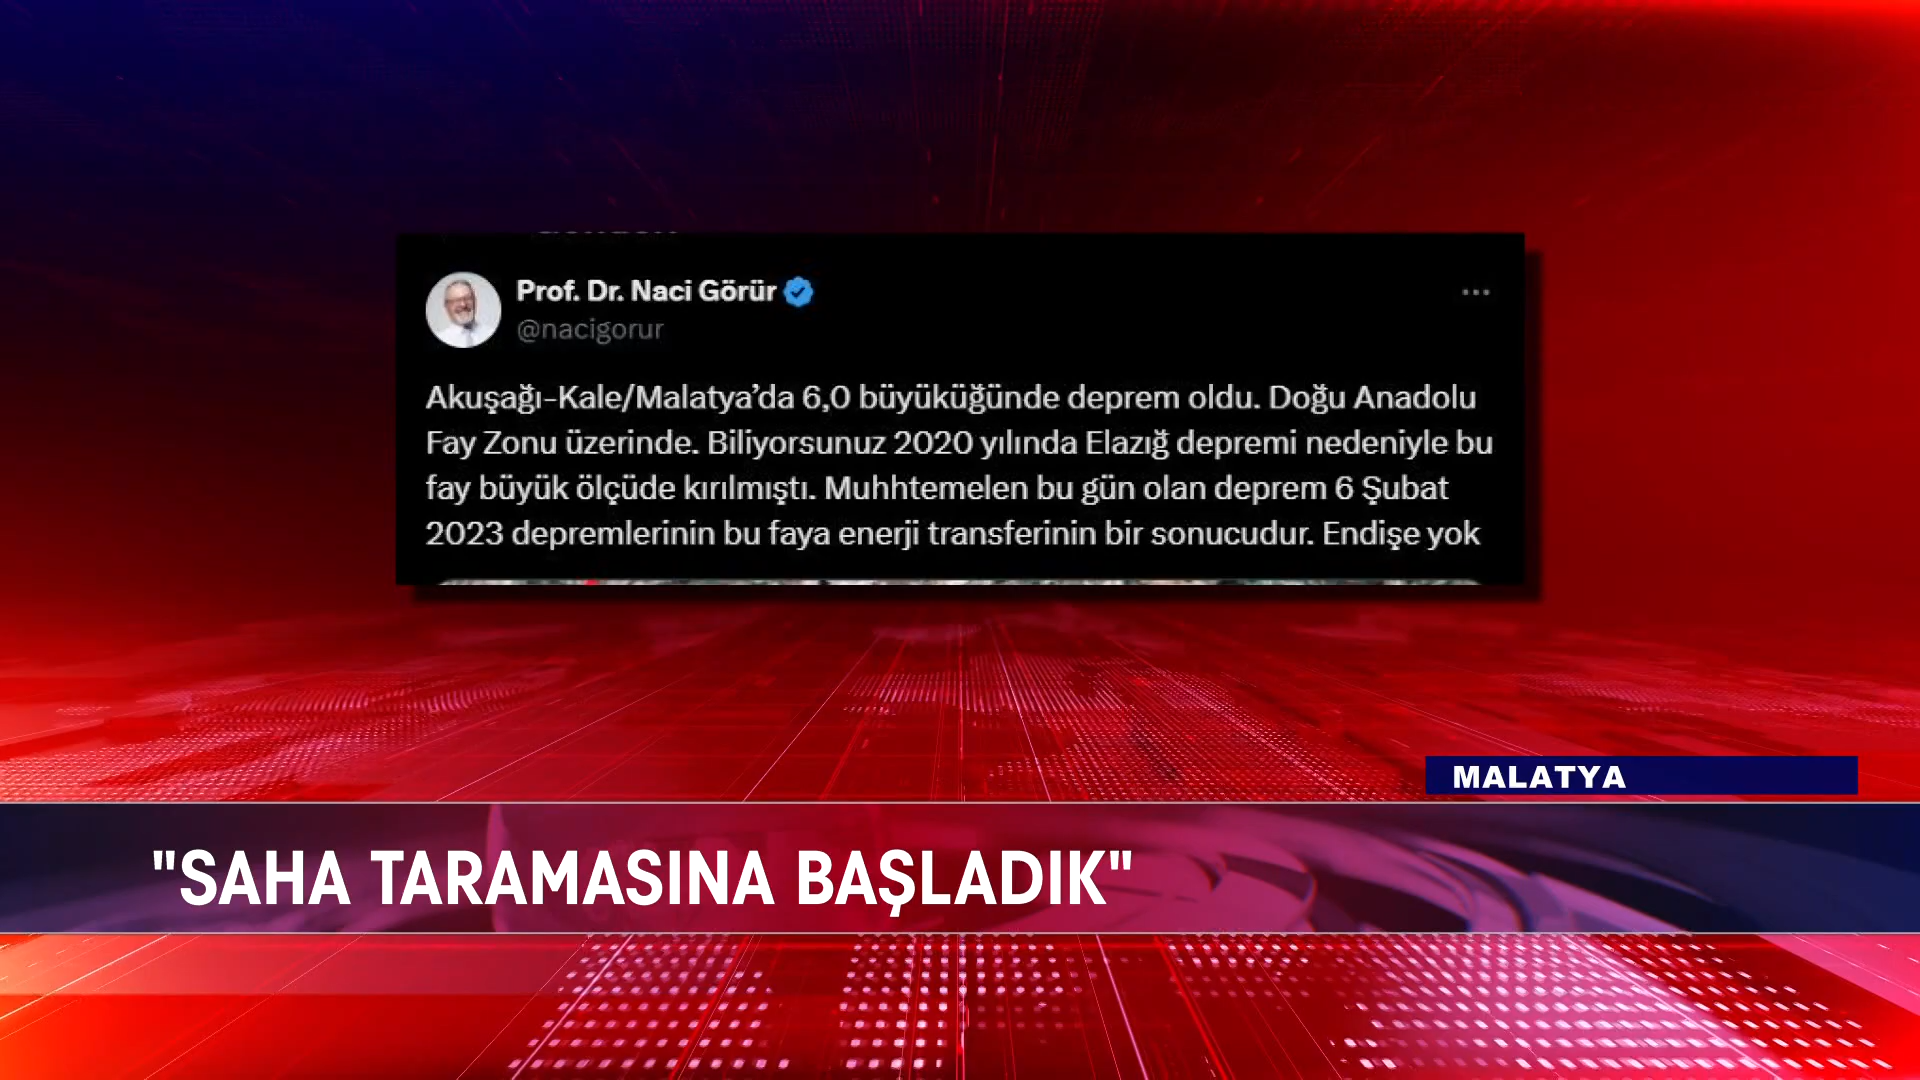 Prof. Dr. Naci Görür
@nacigorur
Akuşağı-Kale/Malatya’da 6,0 büyüküğünde deprem oldu. Doğu Anadolu
Fay Zonu üzerinde. Biliyorsunuz 2020 yılında Elazığ depremi nedeniyle bu
fay büyük ölçüde kırılmıştı. Muhhtemelen bu gün olan deprem 6 Şubat
2023 depremlerinin bu faya enerji transferinin bir sonucudur. Endişe yok
MALATYA
"SAHA TARAMASINA BAŞLADIK"